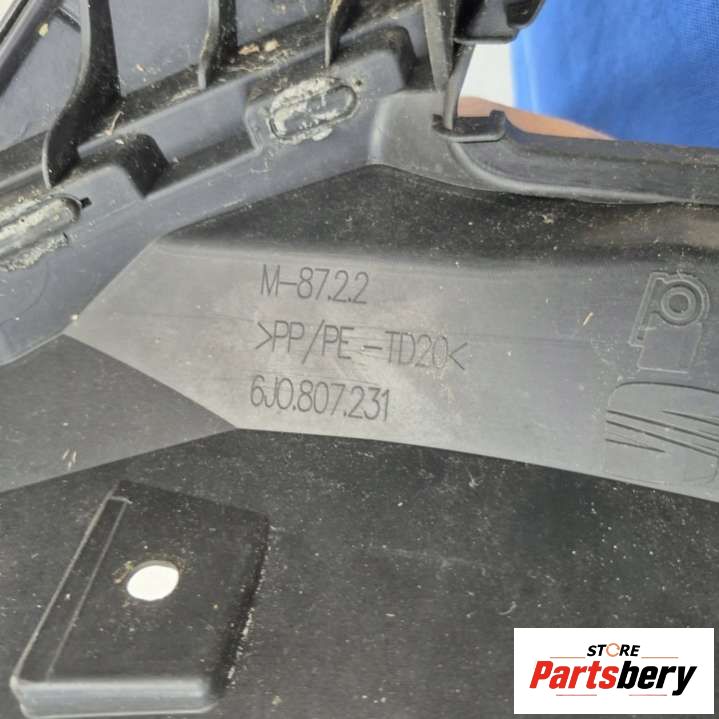 M-87.2.2
>PP/PE-TD20<
6J0.807.231
STORE
Partsbery